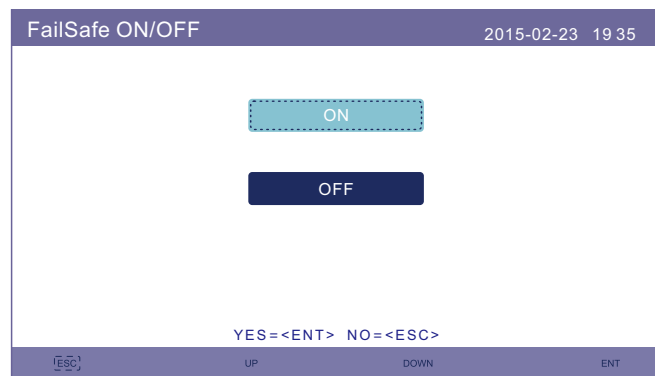 FailSafe ON/OFF 2015-02-23 19 35
ON
OFF
YES=<ENT> NO=<ESC>
ESC UP DOWN ENT